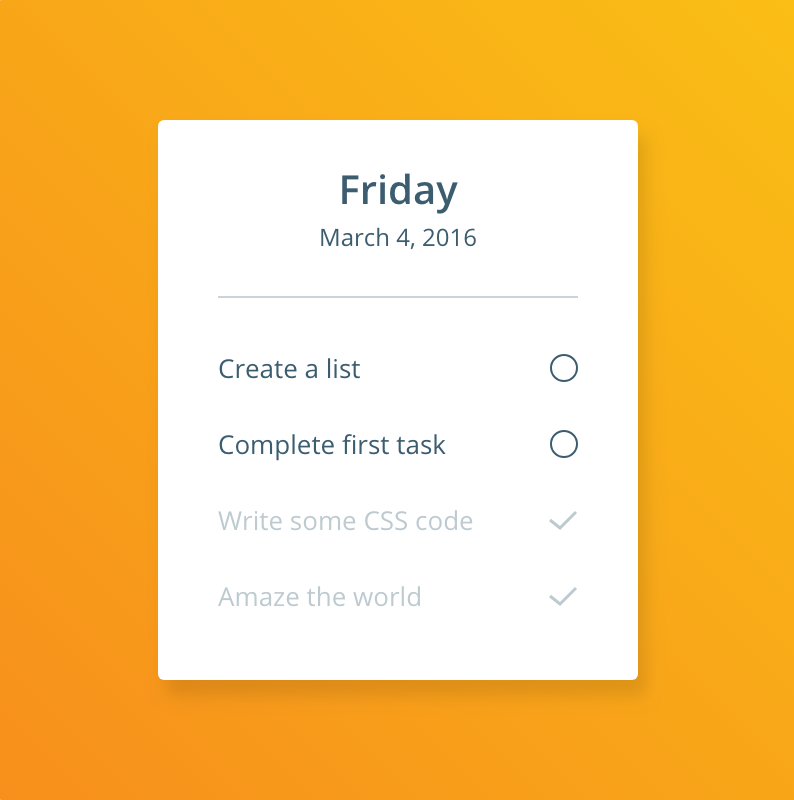 Friday
March 4, 2016
Create a list
Complete first task
Write some CSS code
Amaze the world